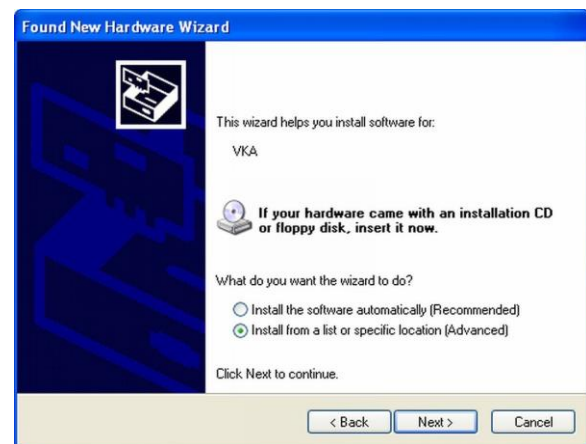 Found New Hardware Wizard
This wizard helps you install software for:
VKA
If your hardware came with an installation CD
or floppy disk, insert it now.
What do you want the wizard to do?
Install the software automatically (Recommended)
Install from a list or specific location (Advanced)
Click Next to continue.
< Back Next > Cancel